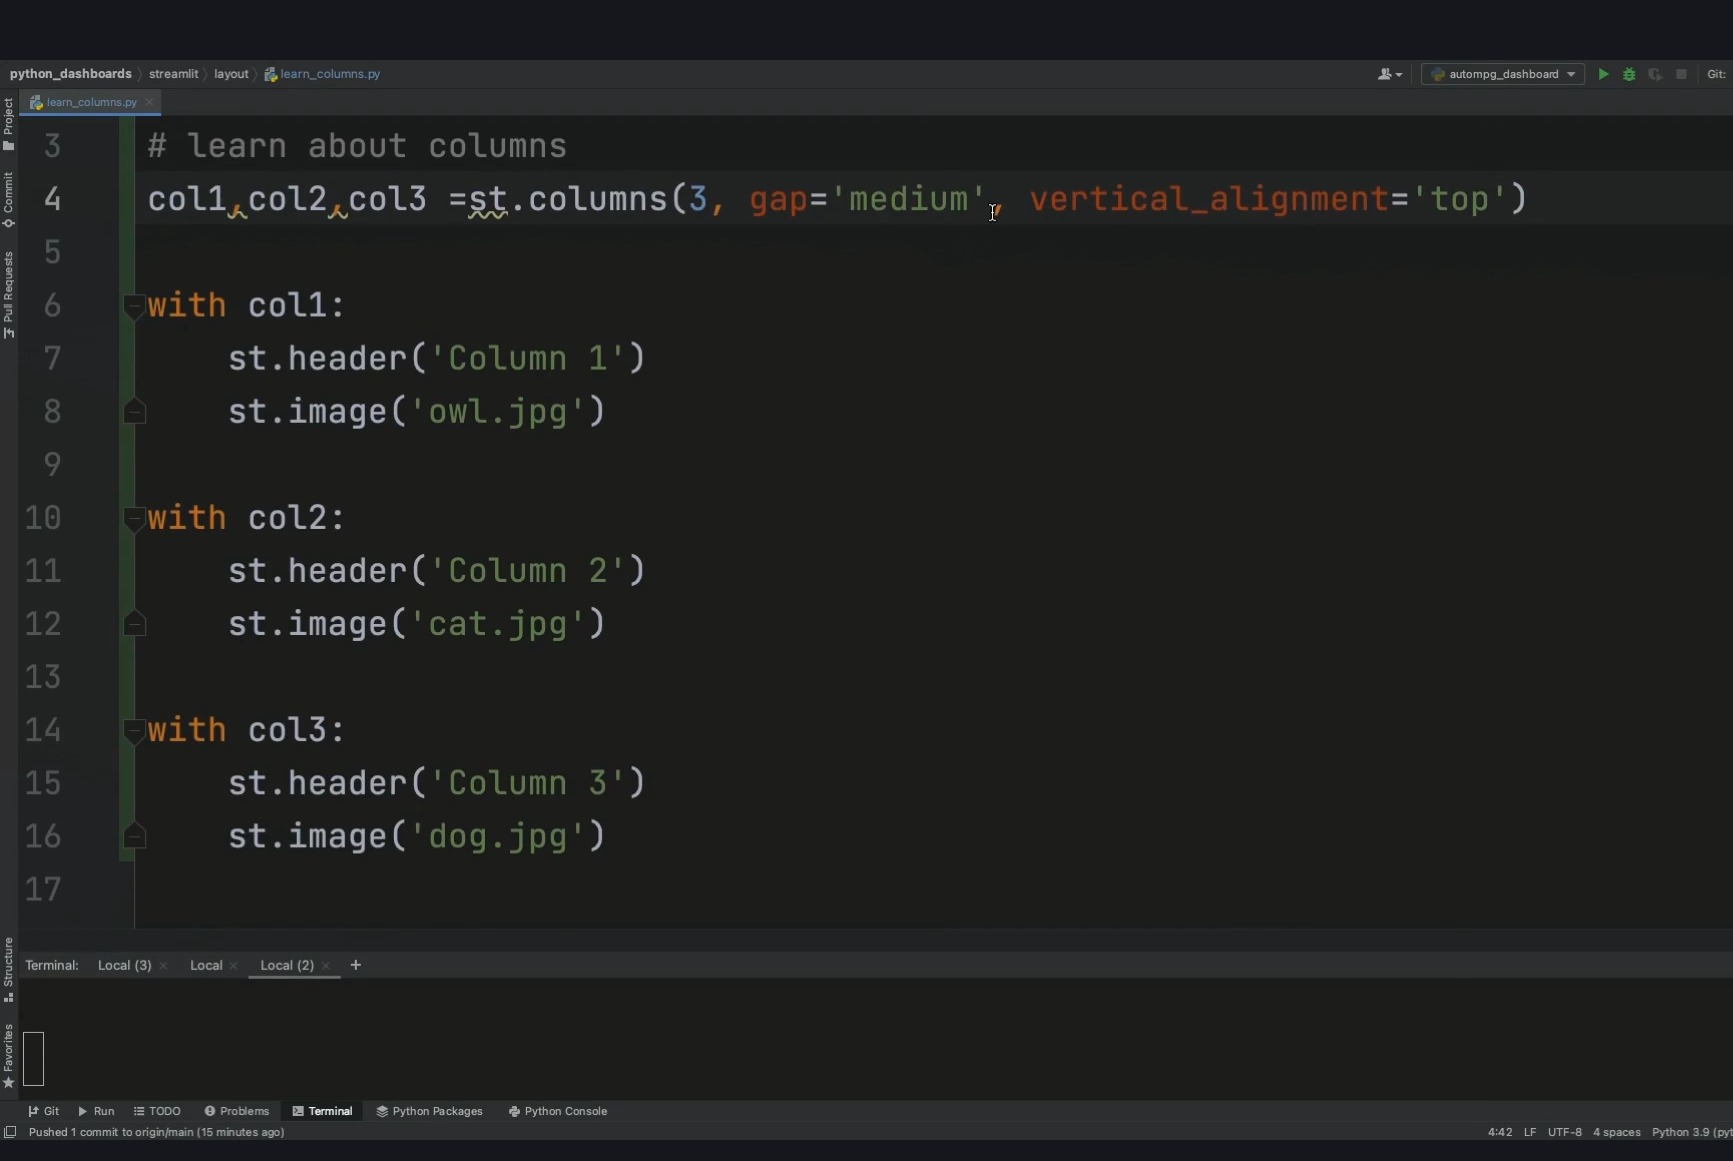 python_dashboards streamlit layout learn_columns.py autompg_dashboard Git:
learn_columns.py
Project
Commit
Pull Requests
3 # learn about columns
4 col1,col2,col3 =st.columns(3, gap='medium', vertical_alignment='top')
5
6 with col1:
7 st.header('Column 1')
8 st.image('owl.jpg')
9
10 with col2:
11 st.header('Column 2')
12 st.image('cat.jpg')
13
14 with col3:
15 st.header('Column 3')
16 st.image('dog.jpg')
17
Structure
Favorites
Terminal: Local (3) Local Local (2) +
Git Run TODO Problems Terminal Python Packages Python Console
Pushed 1 commit to origin/main (15 minutes ago) 4:42 LF UTF-8 4 spaces Python 3.9 (pyt